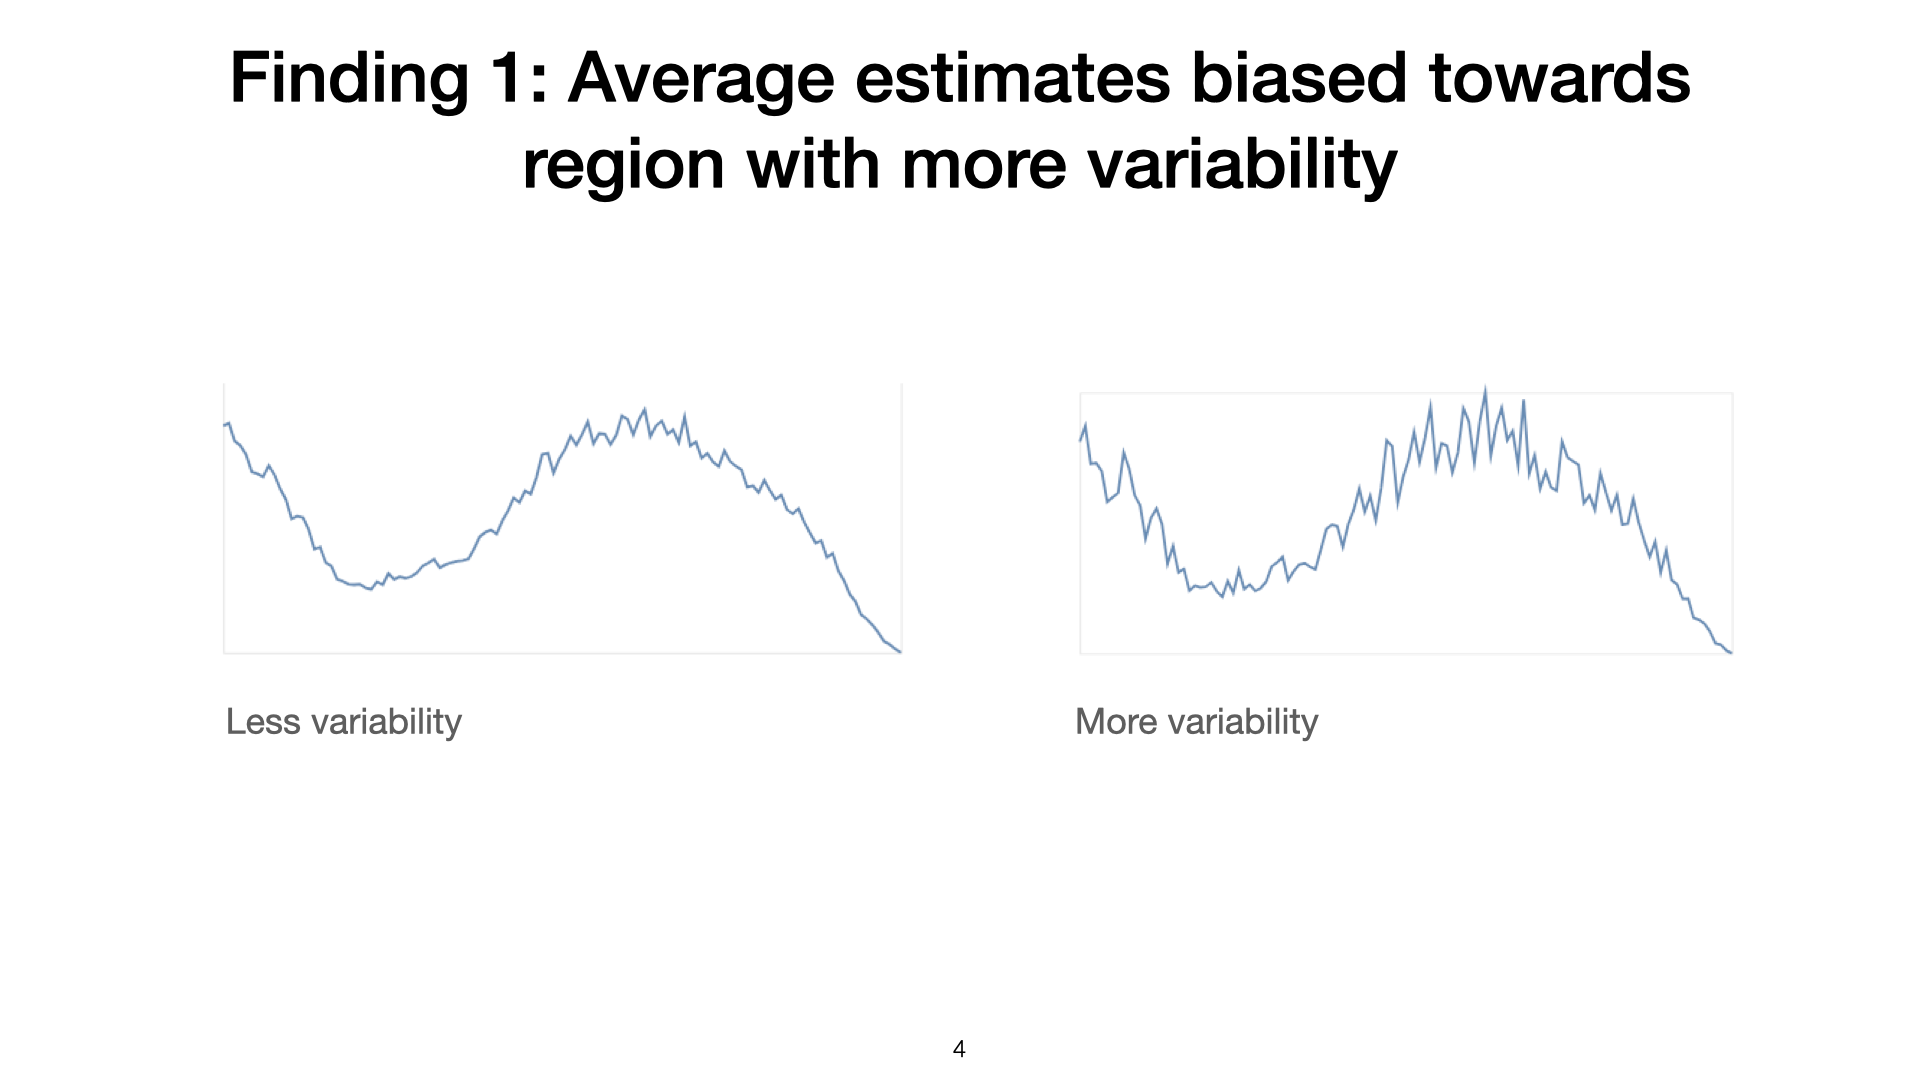 Finding 1: Average estimates biased towards
region with more variability
Less variability
More variability
4